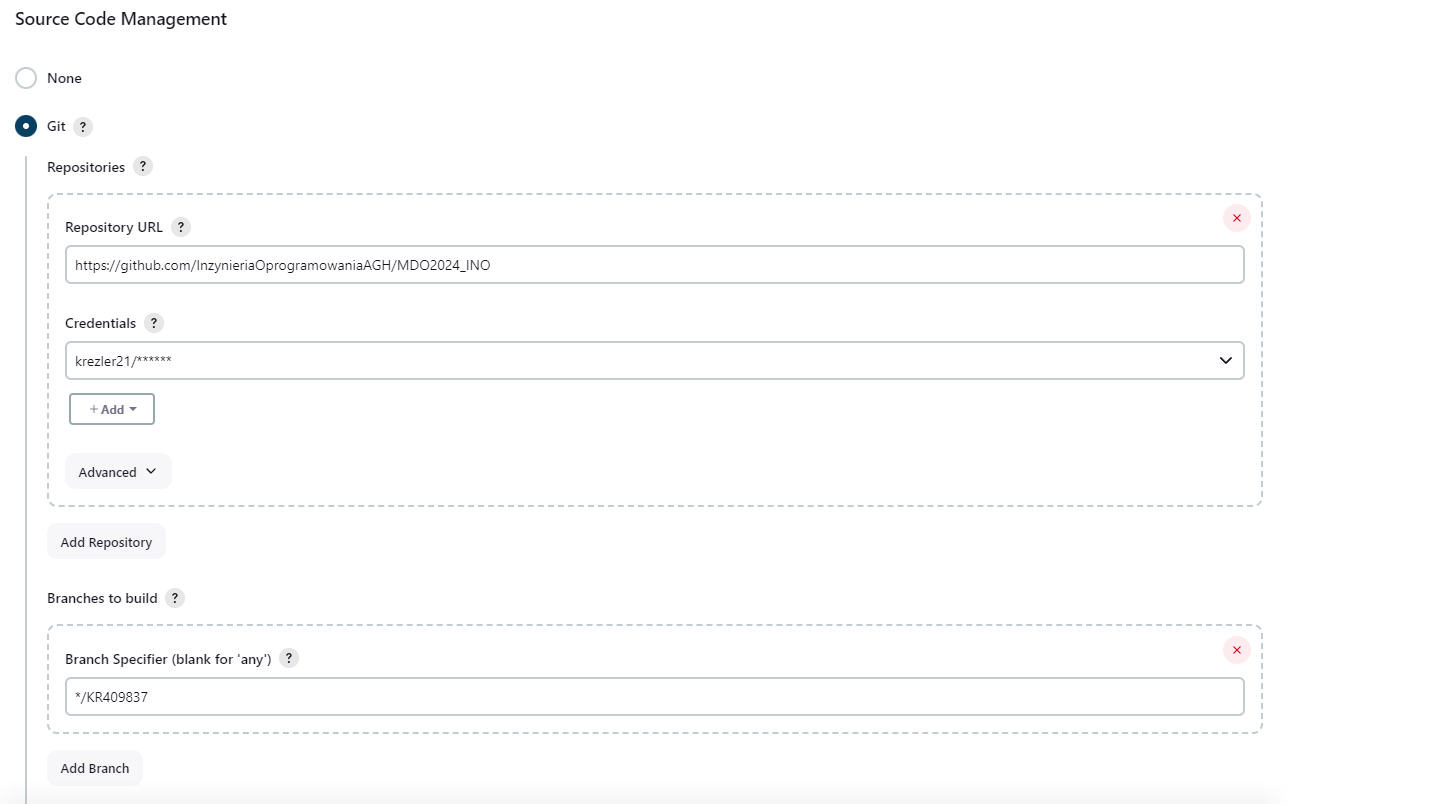 Source Code Management
None
Git ?
Repositories ?
Repository URL ?
https://github.com/InzynieriaOprogramowaniaAGH/MDO2024_INO
Credentials ?
krezler21/******
+ Add
Advanced
Add Repository
Branches to build ?
Branch Specifier (blank for 'any') ?
*/KR409837
Add Branch